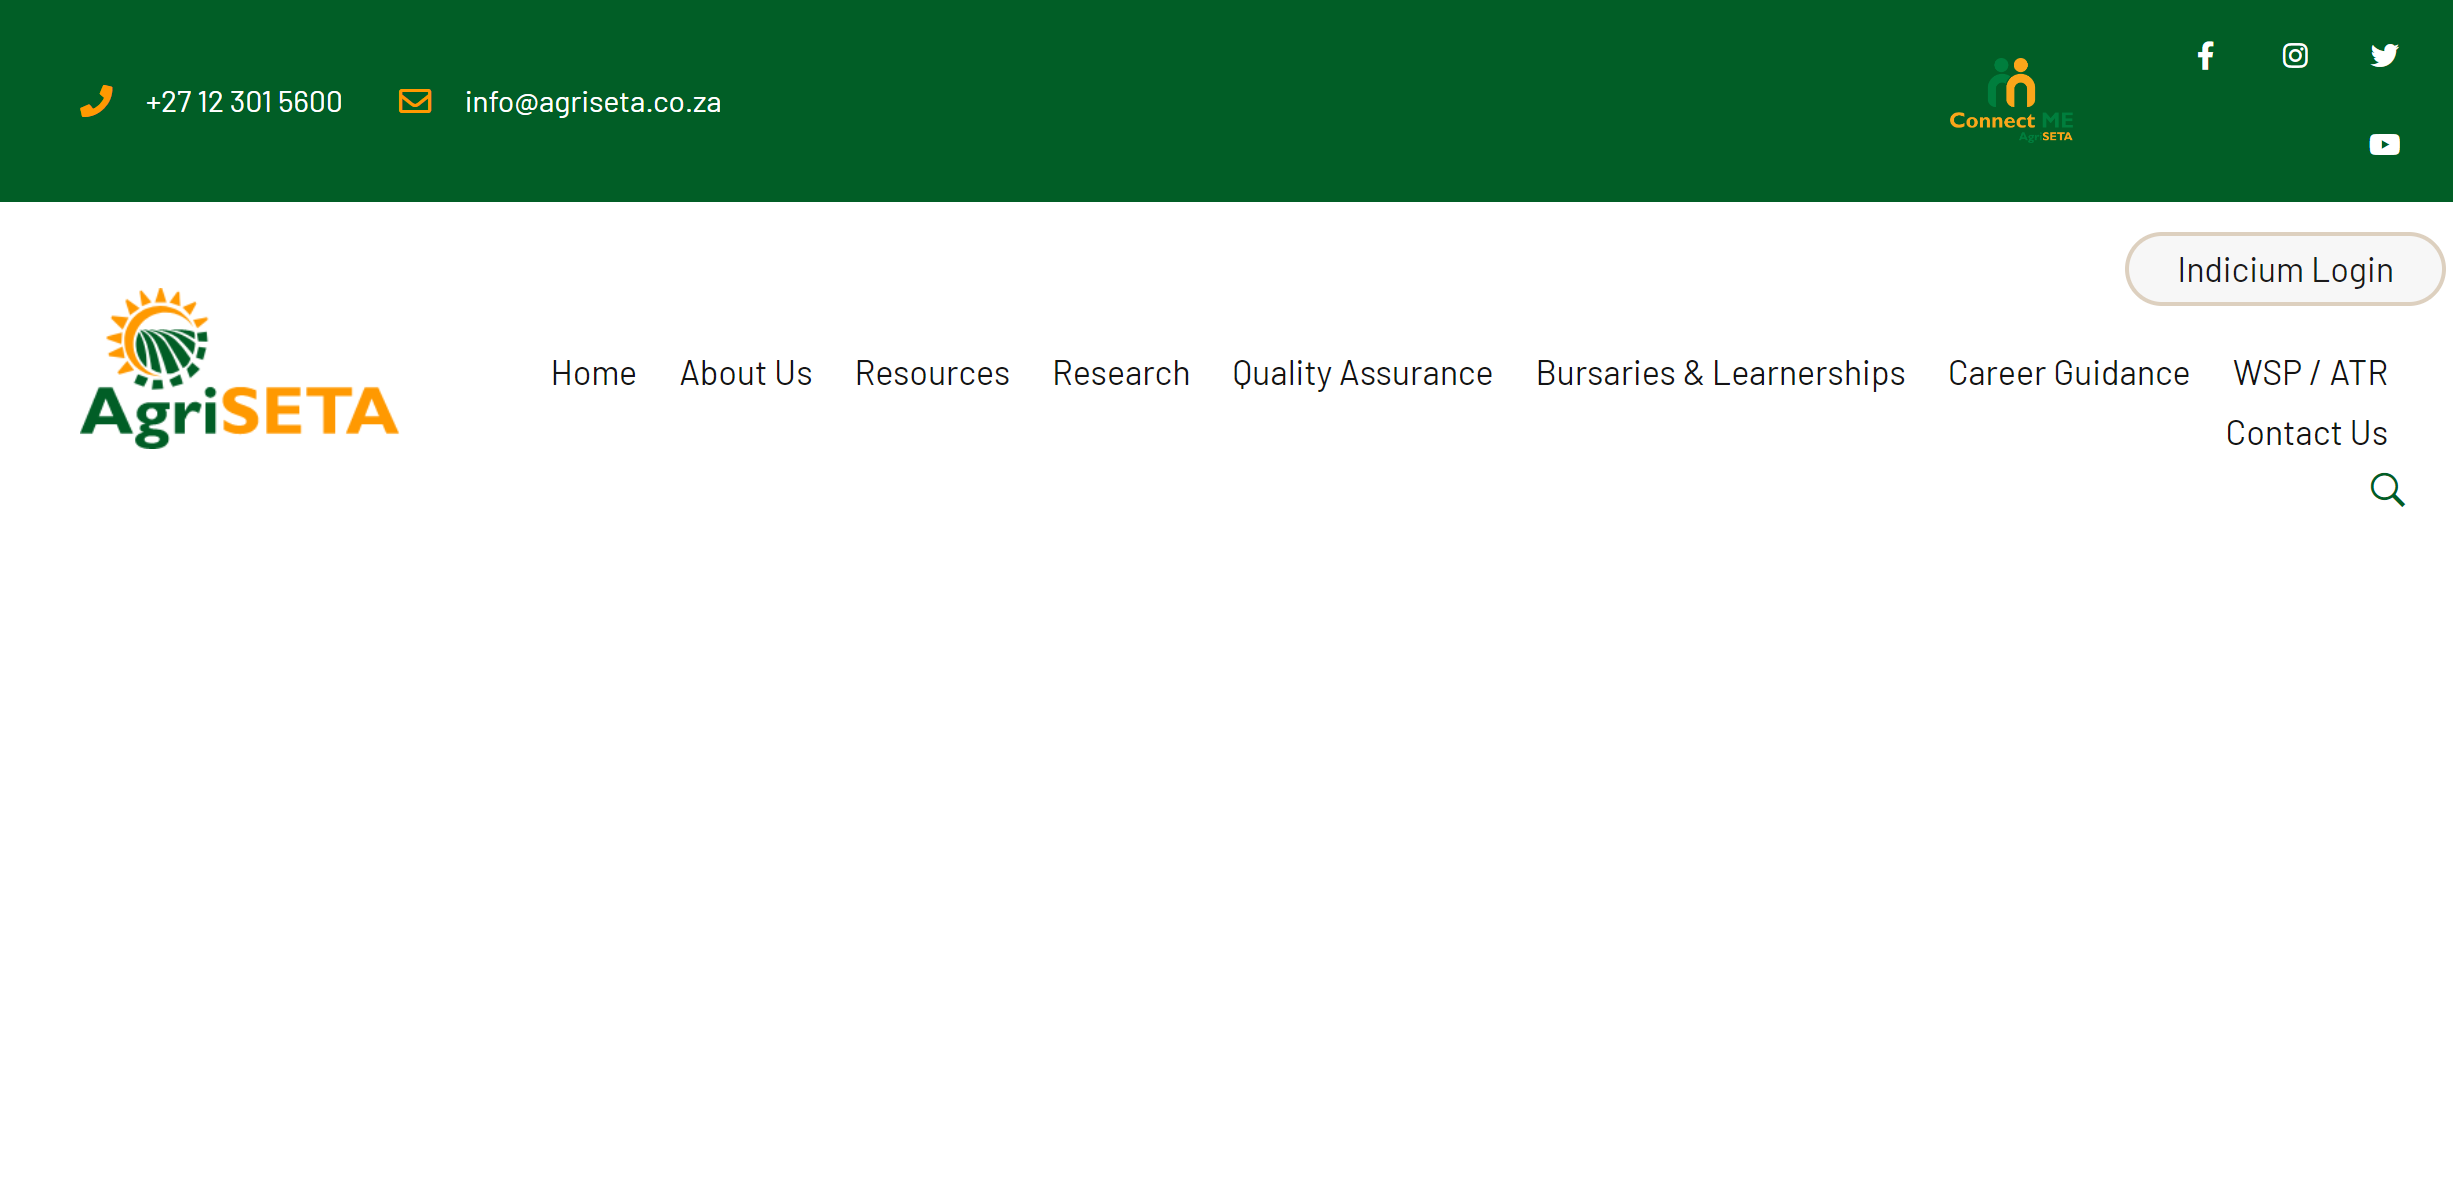 +27 12 301 5600
info@agriseta.co.za
Connect ME
AgriSETA
Indicium Login
AgriSETA
Home
About Us
Resources
Research
Quality Assurance
Bursaries & Learnerships
Career Guidance
WSP / ATR
Contact Us